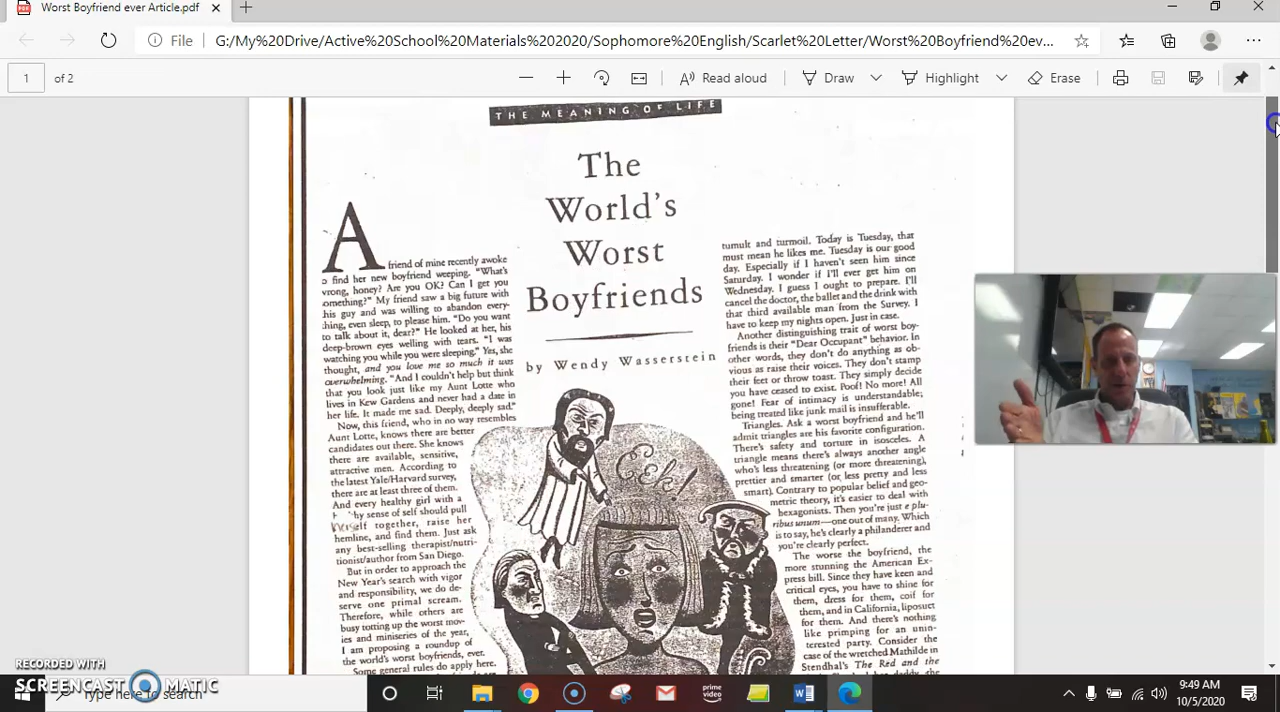 Worst Boyfriend ever Article.pdf
File
G:/My%20Drive/Active%20School%20Materials%202020/Sophomore%20English/Scarlet%20Letter/Worst%20Boyfriend%20ev...
1 of 2
Read aloud
Draw
Highlight
Erase
THE MEANING OF LIFE
The
World's
Worst
Boyfriends
by Wendy Wasserstein
A friend of mine recently awoke
o find her new boyfriend weeping. "What's
vrong, honey? Are you OK? Can I get you
omething?" My friend saw a big future with
his guy and was willing to abandon every-
hing, even sleep, to please him. "Do you want
to talk about it, dear?" He looked at her, his
deep-brown eyes welling with tears. "I was
watching you while you were sleeping." Yes, she
thought, and you love me so much it was
overwhelming. "And I couldn't help but think
that you look just like my Aunt Lotte who
lives in Kew Gardens and never had a date in
her life. It made me sad. Deeply, deeply sad."
Now, this friend, who in no way resembles
Aunt Lotte, knows there are better
candidates out there. She knows
there are available, sensitive,
attractive men. According to
the latest Yale/Harvard survey,
there are at least three of them.
And every healthy girl with a
hy sense of self should pull
herself together, raise her
hemline, and find them. Just ask
any best-selling therapist/nutri-
tionist/author from San Diego.
But in order to approach the
New Year's search with vigor
and responsibility, we do de-
serve one primal scream.
Therefore, while others are
busy totting up the worst mov-
ies and miniseries of the year,
I am proposing a roundup of
the world's worst boyfriends, ever.
Some general rules do apply here.
Eek!
tumult and turmoil. Today is Tuesday, that
must mean he likes me. Tuesday is our good
day. Especially if I haven't seen him since
Saturday. I wonder if I'll ever get him on
Wednesday. I guess I ought to prepare. I'll
cancel the doctor, the ballet and the drink with
that third available man from the Survey. I
have to keep my nights open. Just in case.
Another distinguishing trait of worst boy-
friends is their "Dear Occupant" behavior. In
other words, they don't do anything as ob-
vious as raise their voices. They don't stamp
their feet or throw toast. They simply decide
you have ceased to exist. Poof! No more! All
gone! Fear of intimacy is understandable;
being treated like junk mail is insufferable.
Triangles. Ask a worst boyfriend and he'll
admit triangles are his favorite configuration.
There's safety and torture in isosceles. A
triangle means there's always another angle
who's less threatening (or more threatening),
prettier and smarter (or less pretty and less
smart). Contrary to popular belief and geo-
metric theory, it's easier to deal with
hexagonists. Then you're just e plu-
ribus unum—one out of many. Which
is to say, he's clearly a philanderer and
you're clearly perfect.
The worse the boyfriend, the
more stunning the American Ex-
press bill. Since they have keen and
critical eyes, you have to shine for
them, dress for them, coif for
them, and in California, liposuct
for them. And there's nothing
like primping for an unin-
terested party. Consider the
case of the wretched Mathilde in
Stendhal's The Red and the
RECORDED WITH
SCREENCAST MATIC
Type here to search
prime video
9:49 AM
10/5/2020